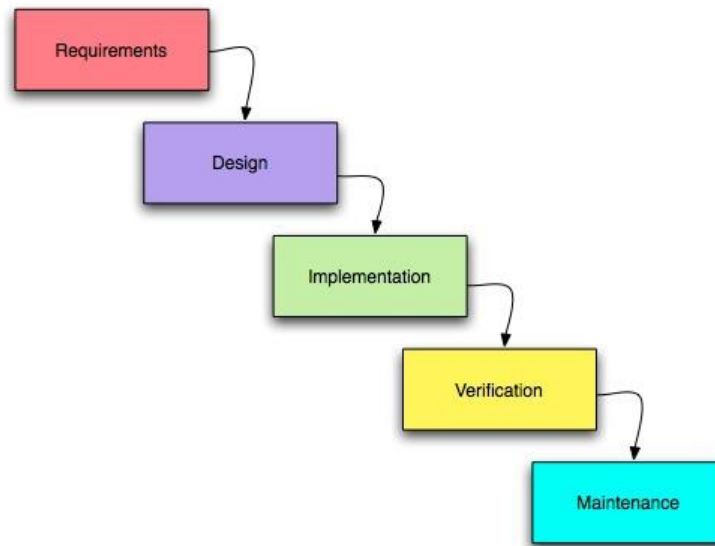 Requirements
Design
Implementation
Verification
Maintenance